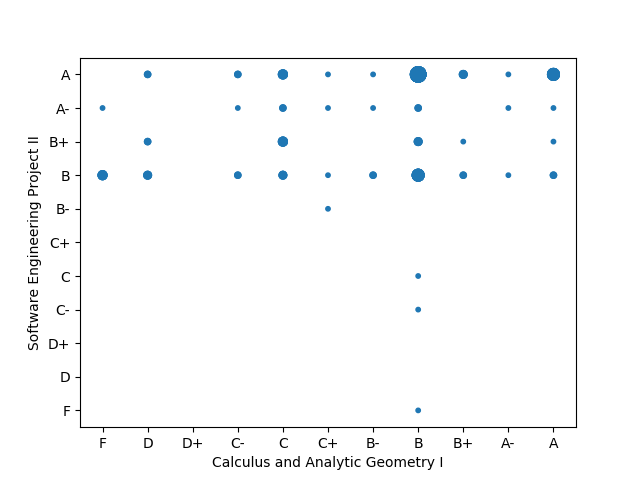 Software Engineering Project II
A
A-
B+
B
B-
C+
C
C-
D+
D
F
F D D+ C- C C+ B- B B+ A- A
Calculus and Analytic Geometry I